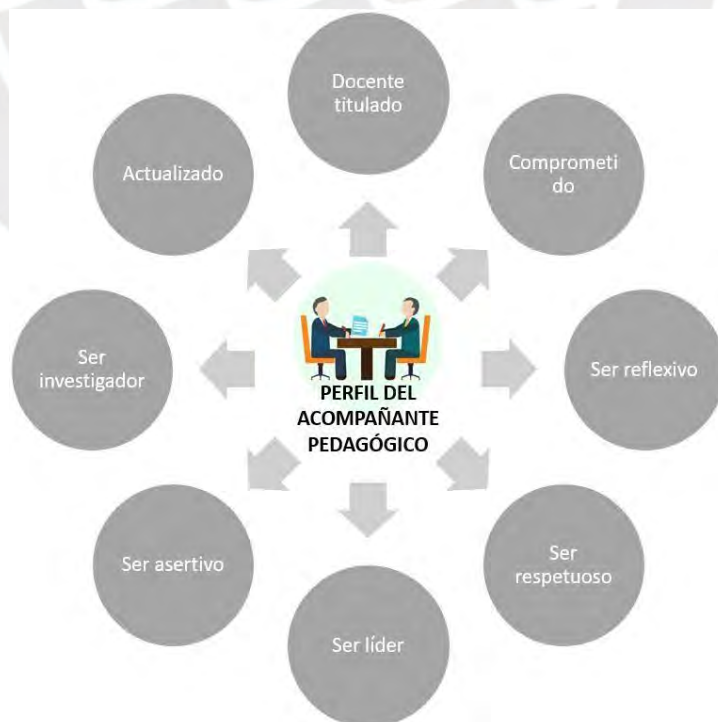 Docente
titulado
Comprometi
do
Ser reflexivo
Ser
respetuoso
Ser líder
Ser asertivo
Ser
investigador
Actualizado
PERFIL DEL
ACOMPAÑANTE
PEDAGÓGICO